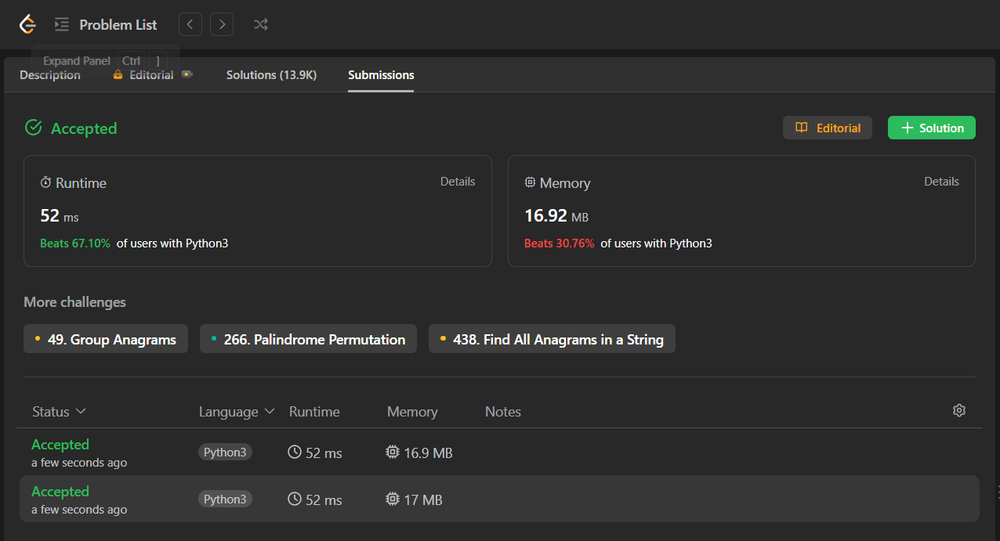 Problem List
Expand Panel Ctrl ]
Description Editorial Solutions (13.9K) Submissions
Accepted Editorial Solution
Runtime Details Memory Details
52 ms 16.92 MB
Beats 67.10% of users with Python3 Beats 30.76% of users with Python3
More challenges
49. Group Anagrams 266. Palindrome Permutation 438. Find All Anagrams in a String
Status Language Runtime Memory Notes
Accepted
a few seconds ago Python3 52 ms 16.9 MB
Accepted
a few seconds ago Python3 52 ms 17 MB